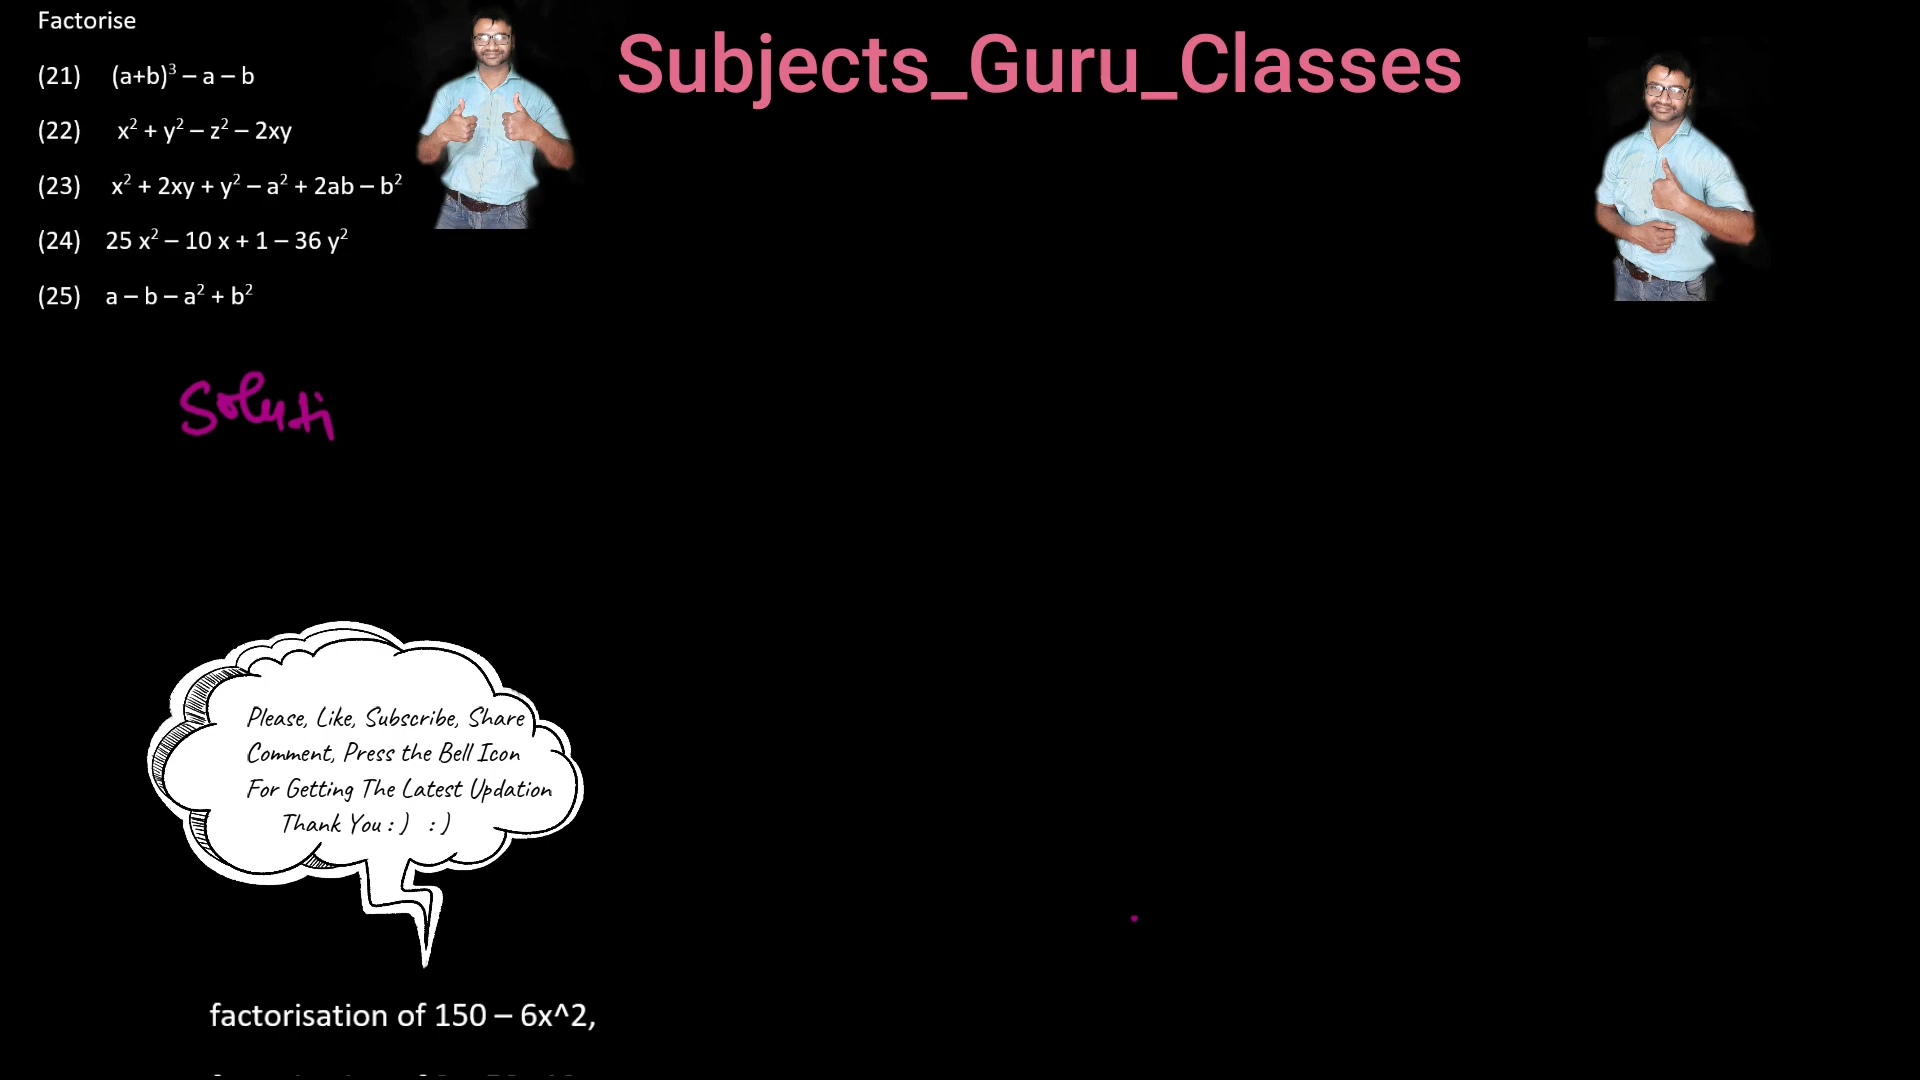 Factorise
Subjects_Guru_Classes
(21) (a+b)³ – a – b
(22) x² + y² – z² – 2xy
(23) x² + 2xy + y² – a² + 2ab – b²
(24) 25 x² – 10 x + 1 – 36 y²
(25) a – b – a² + b²
Soluti
Please, Like, Subscribe, Share
Comment, Press the Bell Icon
For Getting The Latest Updation
Thank You : ) : )
factorisation of 150 – 6x^2,